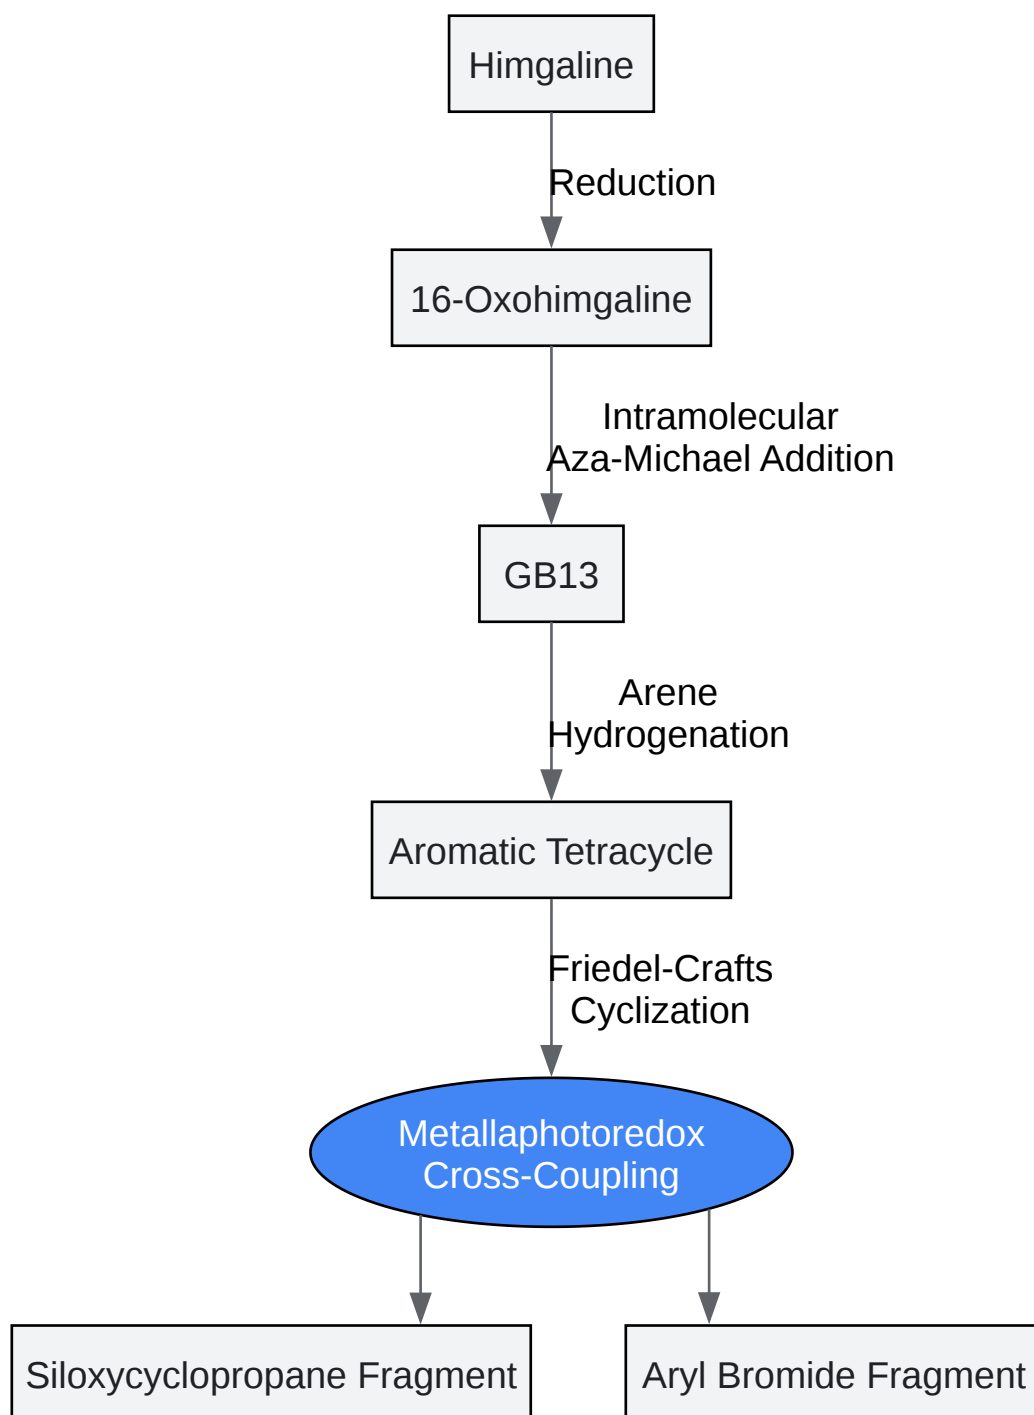 Himgaline
Reduction
16-Oxohimgaline
Intramolecular
Aza-Michael Addition
GB13
Arene
Hydrogenation
Aromatic Tetracycle
Friedel-Crafts
Cyclization
Metallaphotoredox
Cross-Coupling
Siloxycyclopropane Fragment
Aryl Bromide Fragment